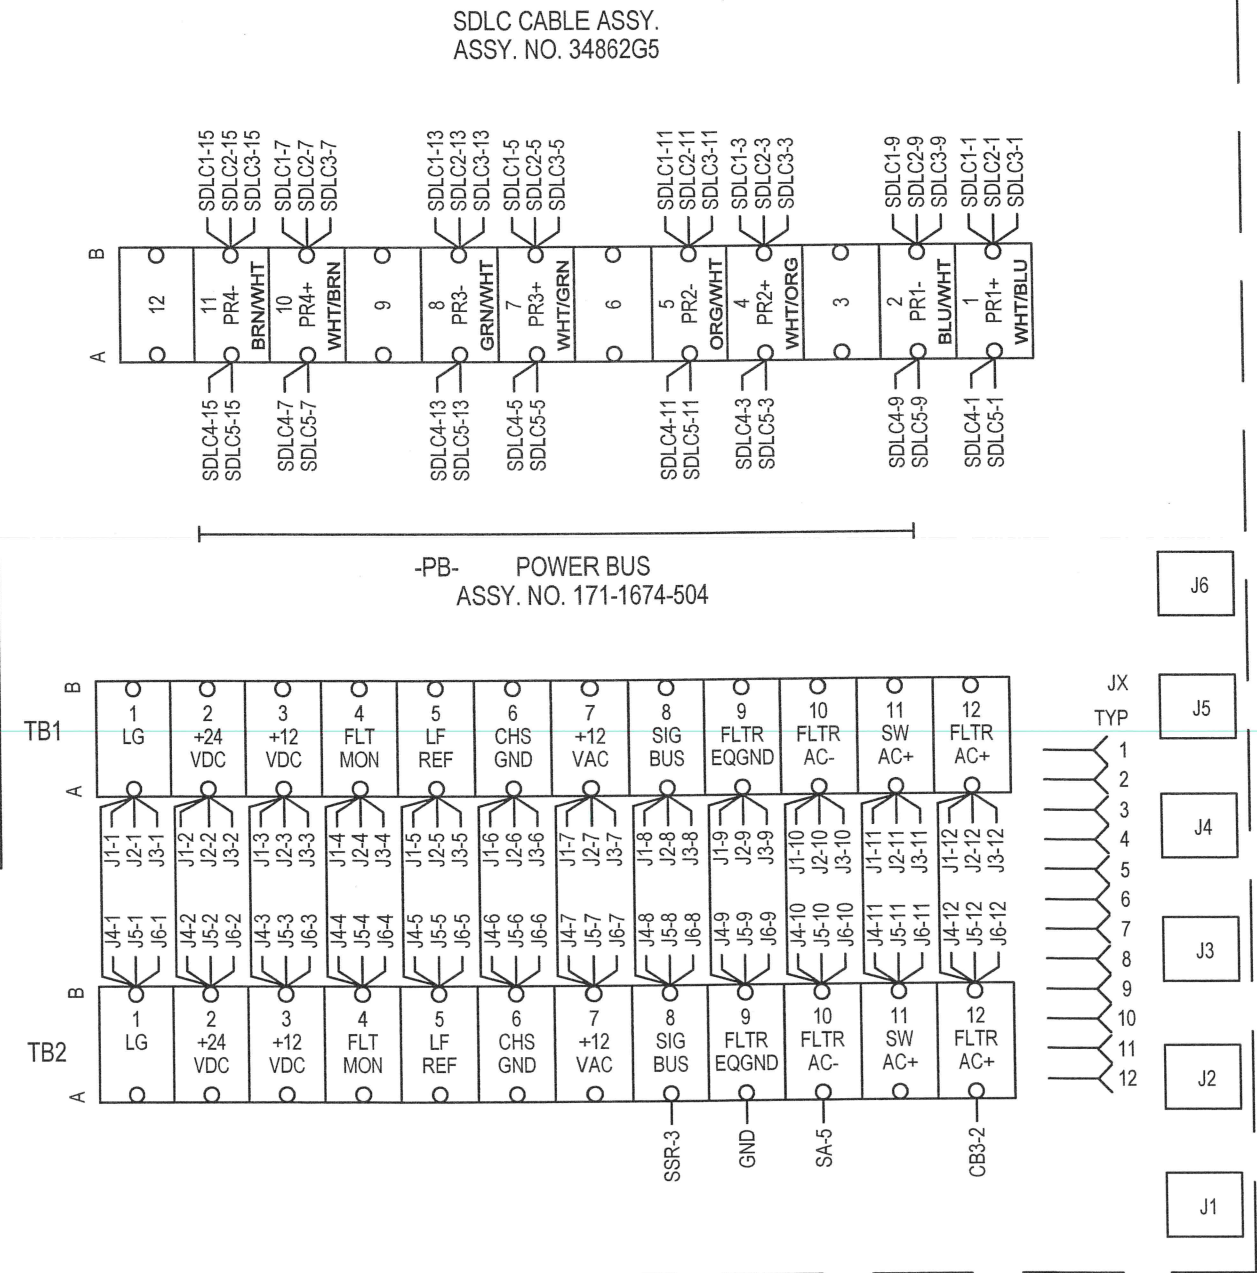 SDLC CABLE ASSY.
ASSY. NO. 34862G5
SDLC1-15
SDLC2-15
SDLC3-15
SDLC1-7
SDLC2-7
SDLC3-7
SDLC1-13
SDLC2-13
SDLC3-13
SDLC1-5
SDLC2-5
SDLC3-5
SDLC1-11
SDLC2-11
SDLC3-11
SDLC1-3
SDLC2-3
SDLC3-3
SDLC1-9
SDLC2-9
SDLC3-9
SDLC1-1
SDLC2-1
SDLC3-1
B
A
12
11
PR4-
BRN/WHT
10
PR4+
WHT/BRN
9
8
PR3-
GRN/WHT
7
PR3+
WHT/GRN
6
5
PR2-
ORG/WHT
4
PR2+
WHT/ORG
3
2
PR1-
BLU/WHT
1
PR1+
WHT/BLU
SDLC4-15
SDLC5-15
SDLC4-7
SDLC5-7
SDLC4-13
SDLC5-13
SDLC4-5
SDLC5-5
SDLC4-11
SDLC5-11
SDLC4-3
SDLC5-3
SDLC4-9
SDLC5-9
SDLC4-1
SDLC5-1
-PB- POWER BUS
ASSY. NO. 171-1674-504
TB1
B
A
1
LG
2
+24
VDC
3
+12
VDC
4
FLT
MON
5
LF
REF
6
CHS
GND
7
+12
VAC
8
SIG
BUS
9
FLTR
EQGND
10
FLTR
AC-
11
SW
AC+
12
FLTR
AC+
J1-1
J2-1
J3-1
J1-2
J2-2
J3-2
J1-3
J2-3
J3-3
J1-4
J2-4
J3-4
J1-5
J2-5
J3-5
J1-6
J2-6
J3-6
J1-7
J2-7
J3-7
J1-8
J2-8
J3-8
J1-9
J2-9
J3-9
J1-10
J2-10
J3-10
J1-11
J2-11
J3-11
J1-12
J2-12
J3-12
J4-1
J5-1
J6-1
J4-2
J5-2
J6-2
J4-3
J5-3
J6-3
J4-4
J5-4
J6-4
J4-5
J5-5
J6-5
J4-6
J5-6
J6-6
J4-7
J5-7
J6-7
J4-8
J5-8
J6-8
J4-9
J5-9
J6-9
J4-10
J5-10
J6-10
J4-11
J5-11
J6-11
J4-12
J5-12
J6-12
TB2
B
A
1
LG
2
+24
VDC
3
+12
VDC
4
FLT
MON
5
LF
REF
6
CHS
GND
7
+12
VAC
8
SIG
BUS
9
FLTR
EQGND
10
FLTR
AC-
11
SW
AC+
12
FLTR
AC+
SSR-3
GND
SA-5
CB3-2
JX
TYP
1
2
3
4
5
6
7
8
9
10
11
12
J6
J5
J4
J3
J2
J1